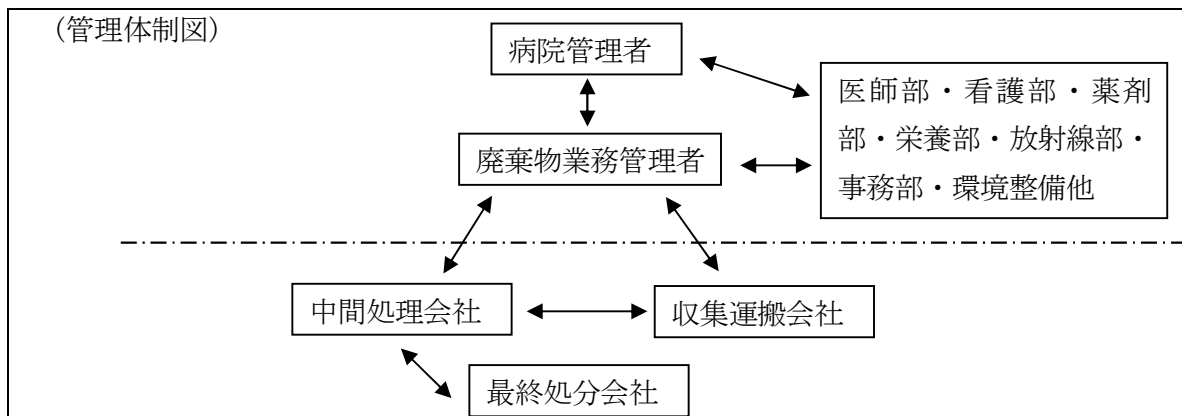 （管理体制図）
病院管理者
医師部・看護部・薬剤
部・栄養部・放射線部・
事務部・環境整備他
廃棄物業務管理者
中間処理会社
収集運搬会社
最終処分会社